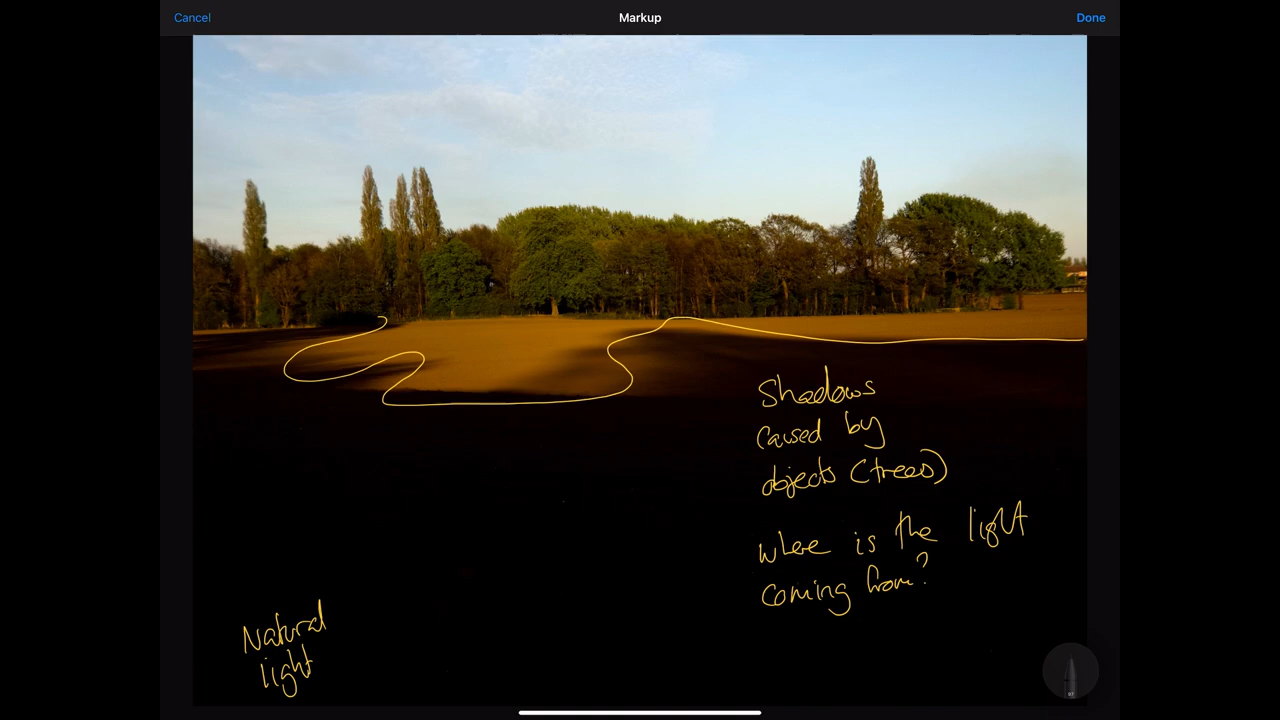 Cancel
Markup
Done
Shadows
caused by
objects (trees)
where is the light
coming from?
Natural
light